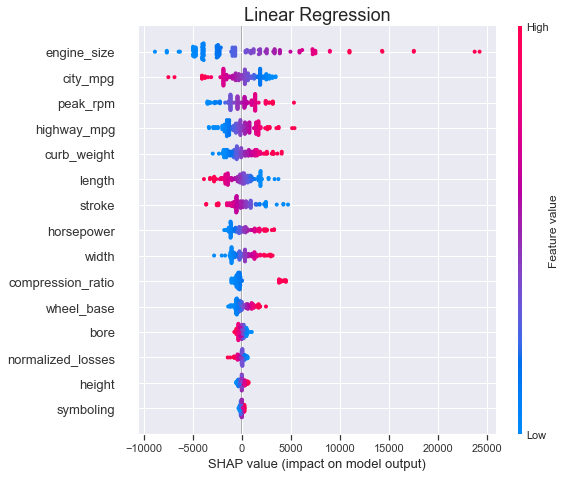 Linear Regression
High
engine_size
city_mpg
peak_rpm
highway_mpg
curb_weight
length
stroke
horsepower
width
compression_ratio
wheel_base
bore
normalized_losses
height
symboling
Feature value
Low
−10000 −5000 0 5000 10000 15000 20000 25000
SHAP value (impact on model output)